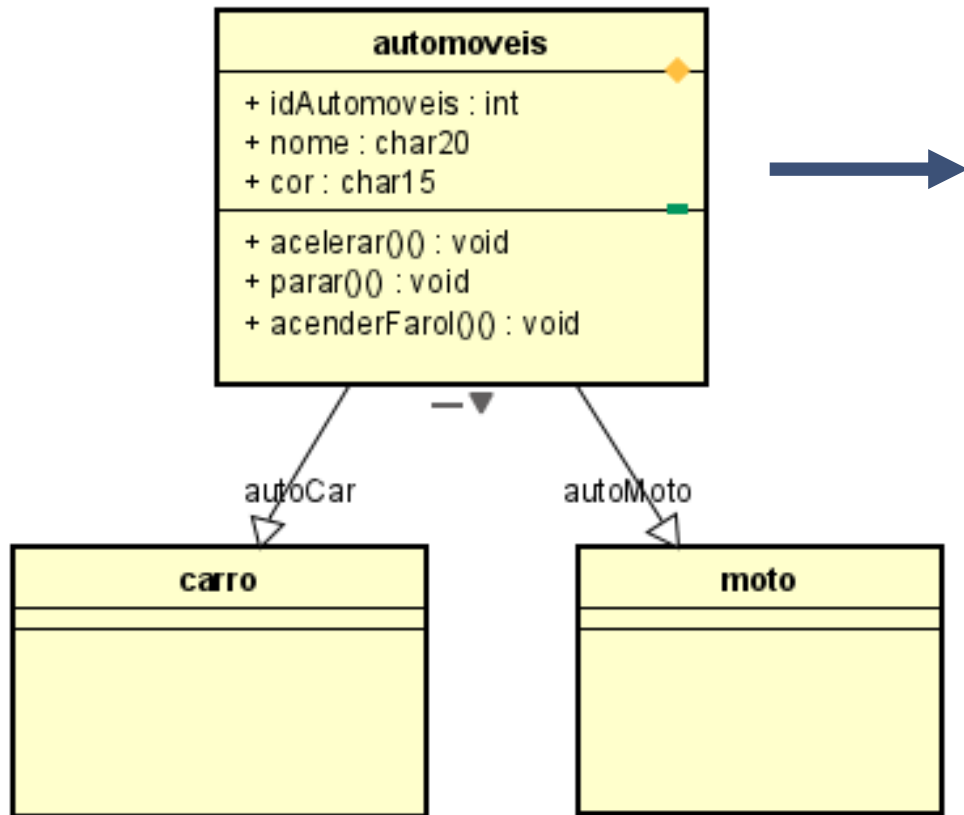 automoveis
+ idAutomoveis : int
+ nome : char20
+ cor : char15
+ acelerar()() : void
+ parar()() : void
+ acenderFarol()() : void
autoCar
autoMoto
carro
moto